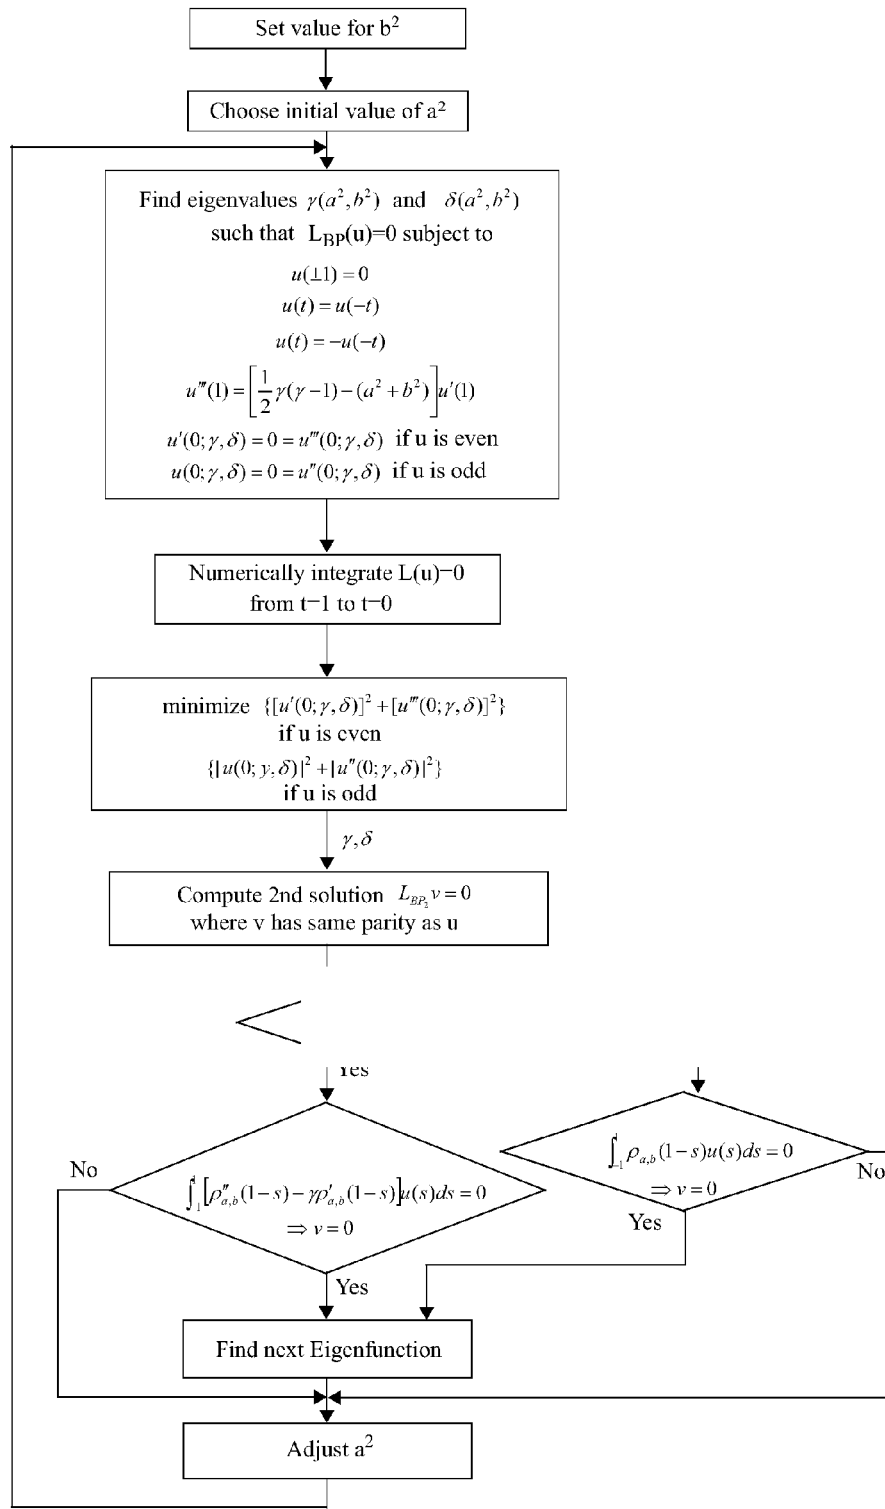 Set value for b²
Choose initial value of a²
Find eigenvalues γ(a²,b²) and δ(a²,b²)
such that L_BP(u)=0 subject to
u(⊥1) = 0
u(t) = u(−t)
u(t) = −u(−t)
u‴(1) = [1/2 γ(γ−1)−(a²+b²)]u′(1)
u′(0;γ,δ) = 0 = u‴(0;γ,δ) if u is even
u(0;γ,δ) = 0 = u″(0;γ,δ) if u is odd
Numerically integrate L(u)=0
from t=1 to t=0
minimize {[u′(0;γ,δ)]²+[u‴(0;γ,δ)]²}
if u is even
{|u(0;γ,δ)|²+|u″(0;γ,δ)|²}
if u is odd
γ,δ
Compute 2nd solution L_BP₂ v = 0
where v has same parity as u
Yes
No
∫₋₁¹[ρ″_a,b(1−s)−γρ′_a,b(1−s)]u(s)ds = 0
⇒ v = 0
Yes
∫₋₁¹ρ_a,b(1−s)u(s)ds = 0
⇒ v = 0
No
Yes
Find next Eigenfunction
Adjust a²